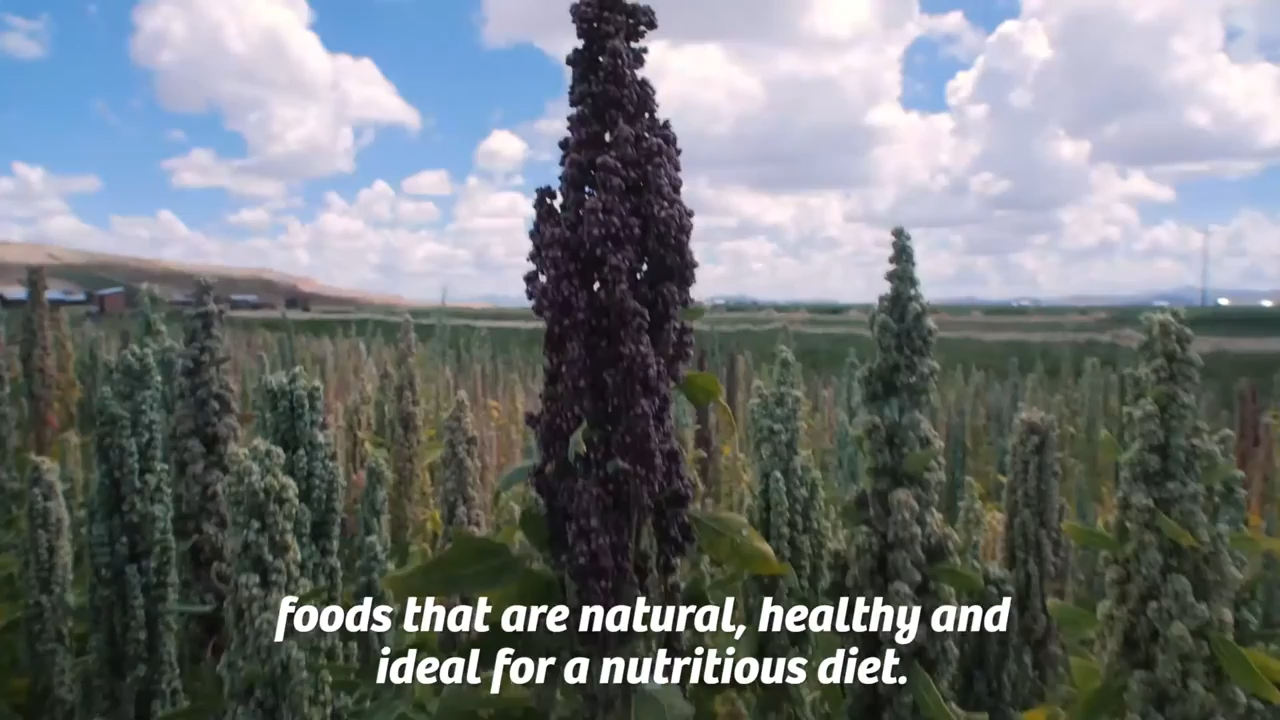 foods that are natural, healthy and
ideal for a nutritious diet.